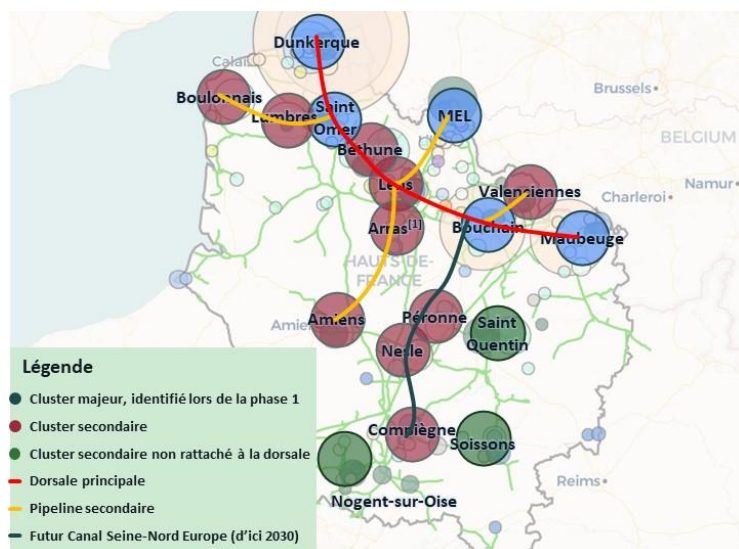 Dunkerque
Calai
Brussels
Boulonnais
Lumbres
Saint
Omer
MEL
BELGIUM
Béthune
Lens
Valenciennes
Namur
Charleroi
Arras[1]
Bouchain
Maubeuge
HAUTS-DE-
FRANCE
Amie
Amiens
Péronne
Saint
Quentin
Nesle
Compiègne
Soissons
Reims
Nogent-sur-Oise
Légende
Cluster majeur, identifié lors de la phase 1
Cluster secondaire
Cluster secondaire non rattaché à la dorsale
Dorsale principale
Pipeline secondaire
Futur Canal Seine-Nord Europe (d'ici 2030)